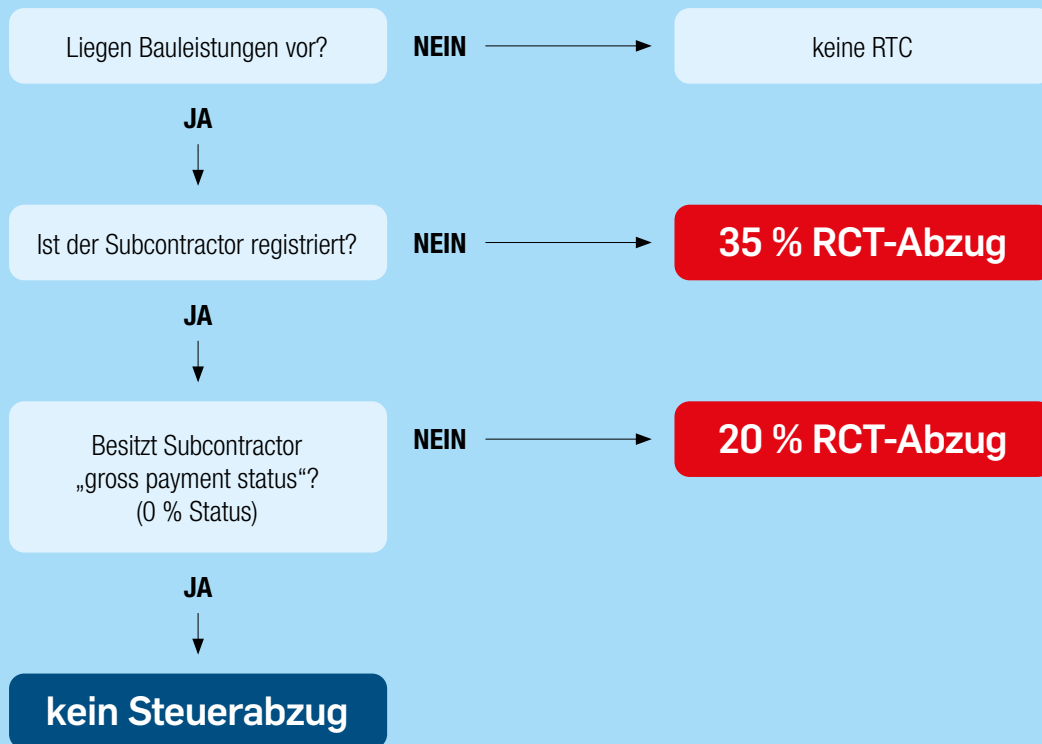 Liegen Bauleistungen vor?
NEIN
keine RTC
JA
Ist der Subcontractor registriert?
NEIN
35 % RCT-Abzug
JA
Besitzt Subcontractor
„gross payment status“?
(0 % Status)
NEIN
20 % RCT-Abzug
JA
kein Steuerabzug